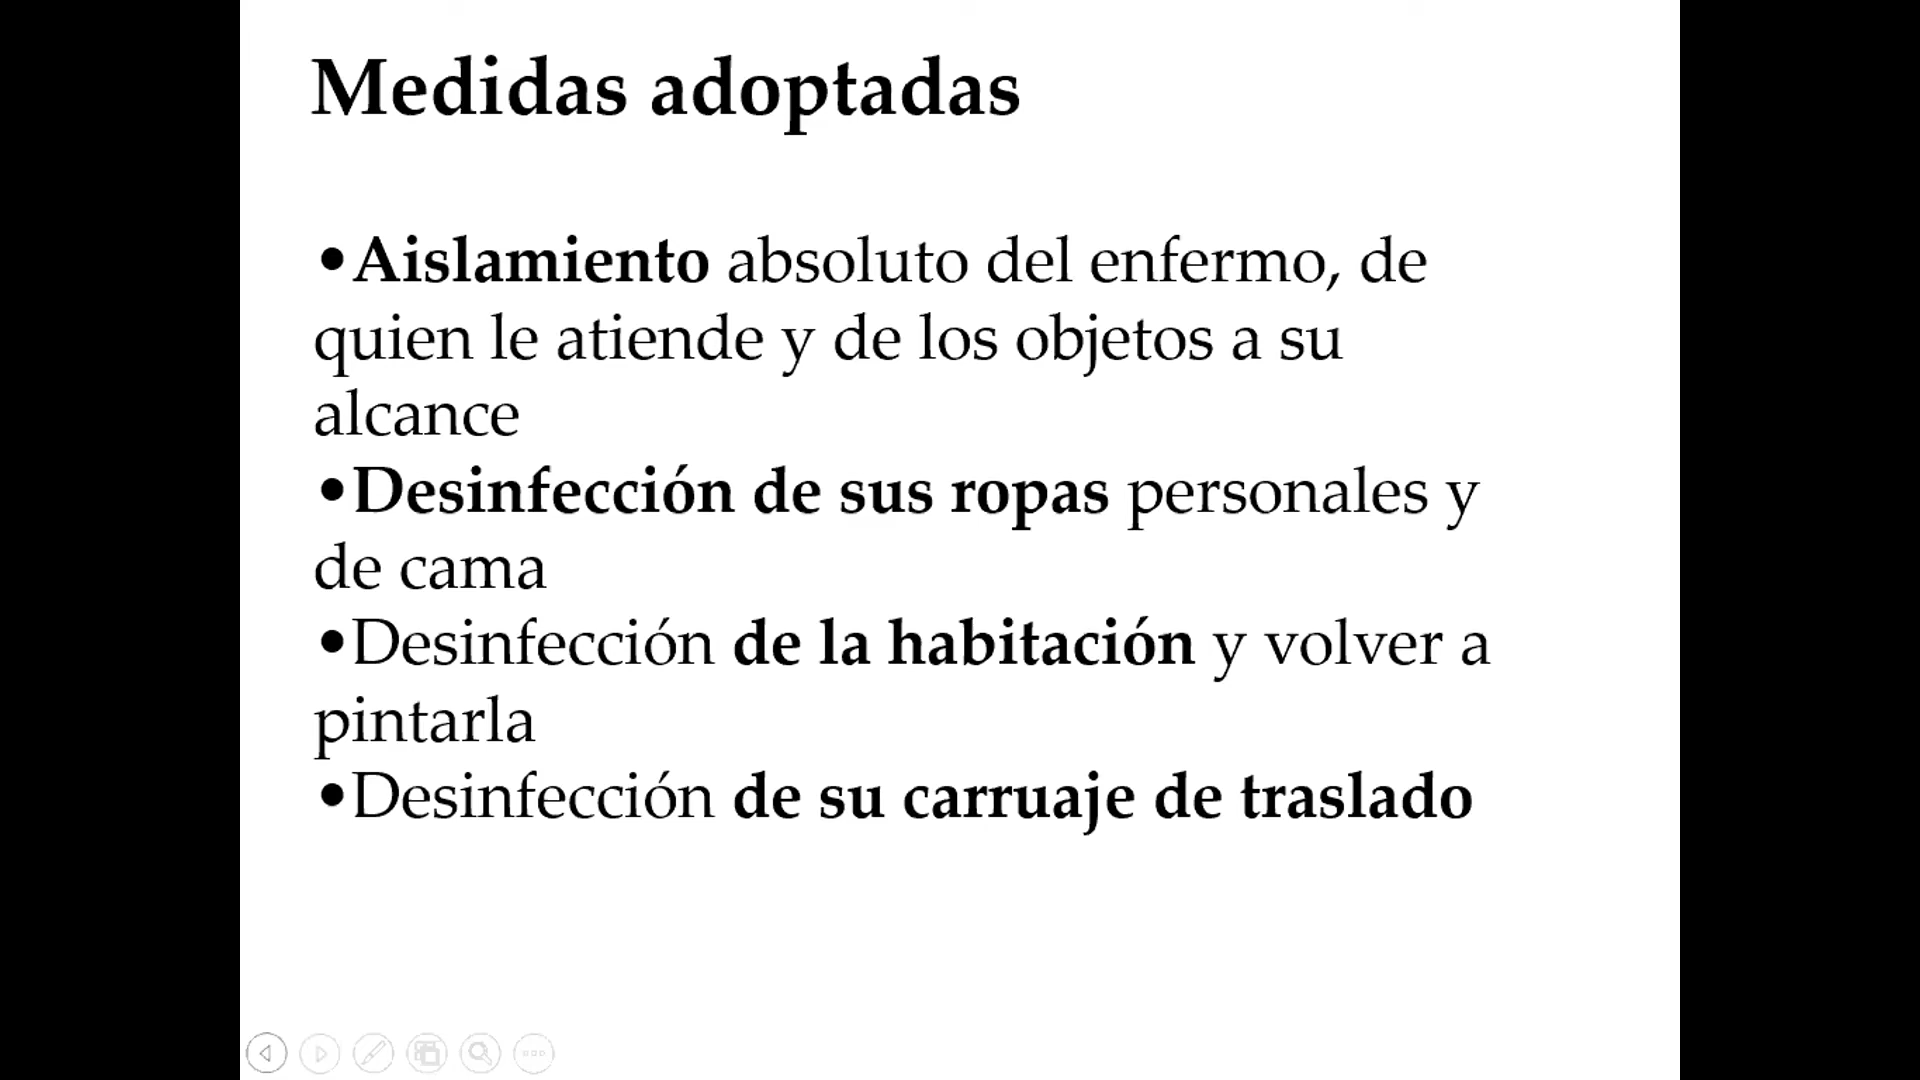 Medidas adoptadas
•Aislamiento absoluto del enfermo, de
quien le atiende y de los objetos a su
alcance
•Desinfección de sus ropas personales y
de cama
•Desinfección de la habitación y volver a
pintarla
•Desinfección de su carruaje de traslado